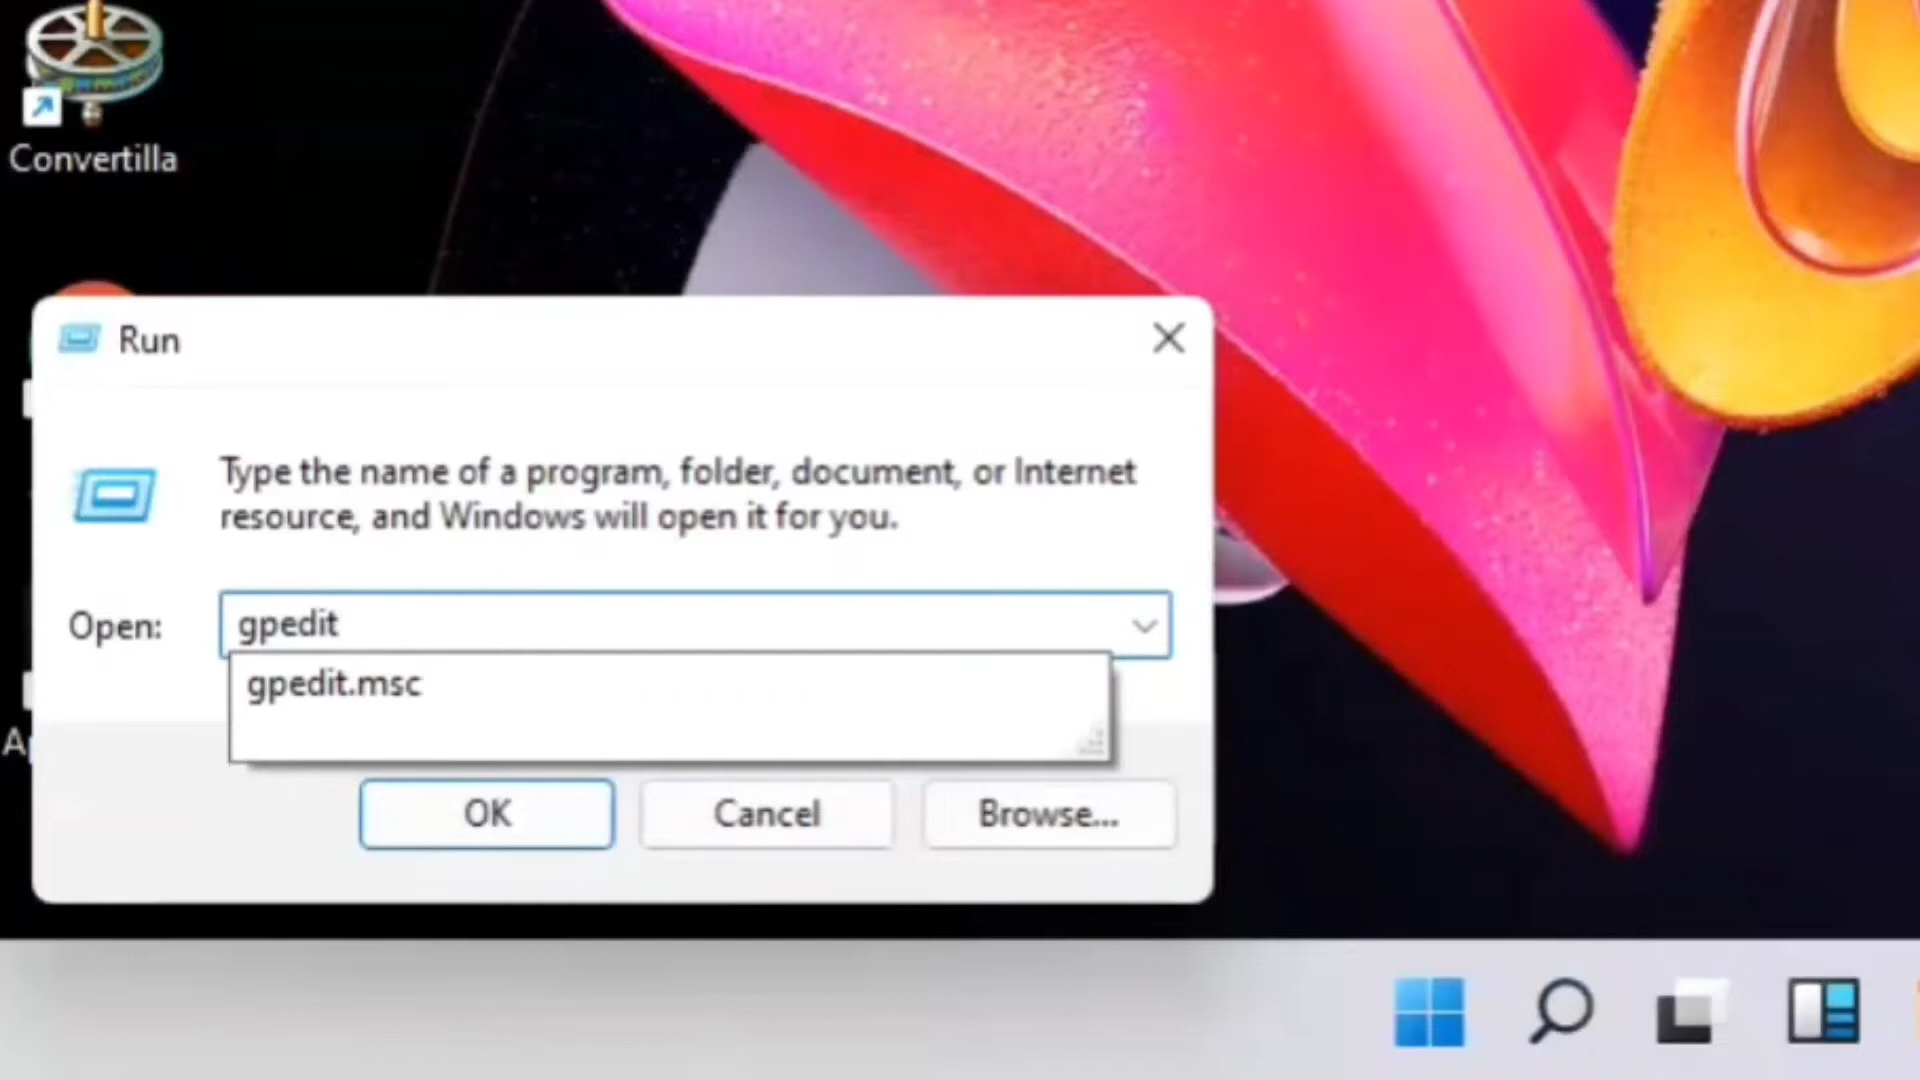 Convertilla
Run
Type the name of a program, folder, document, or Internet
resource, and Windows will open it for you.
Open:
gpedit
gpedit.msc
OK
Cancel
Browse...